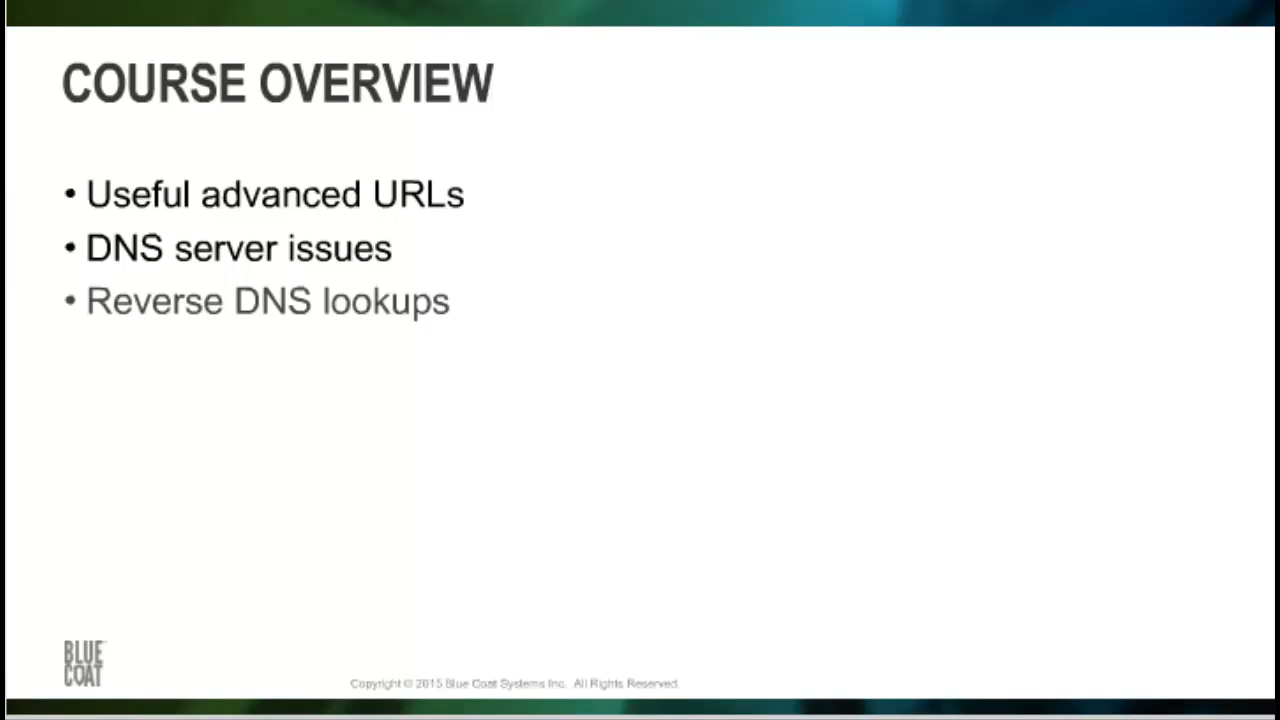 COURSE OVERVIEW
• Useful advanced URLs
• DNS server issues
• Reverse DNS lookups
BLUE
COAT
Copyright © 2015 Blue Coat Systems Inc. All Rights Reserved.